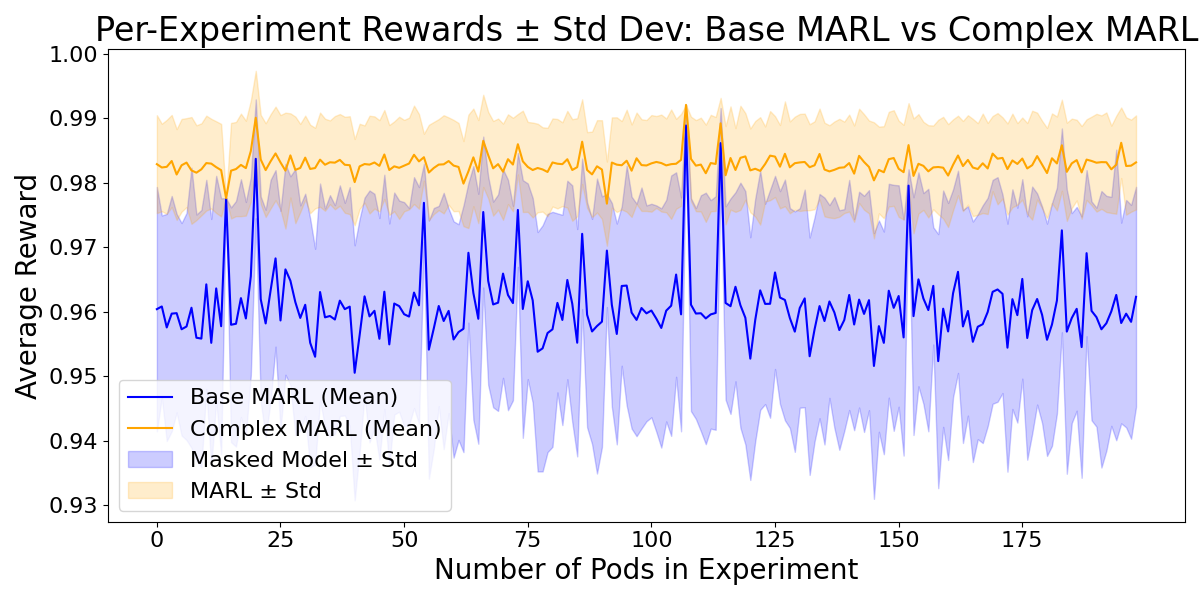 Per-Experiment Rewards ± Std Dev: Base MARL vs Complex MARL
1.00
0.99
0.98
0.97
0.96
0.95
0.94
0.93
Average Reward
Base MARL (Mean)
Complex MARL (Mean)
Masked Model ± Std
MARL ± Std
0 25 50 75 100 125 150 175
Number of Pods in Experiment